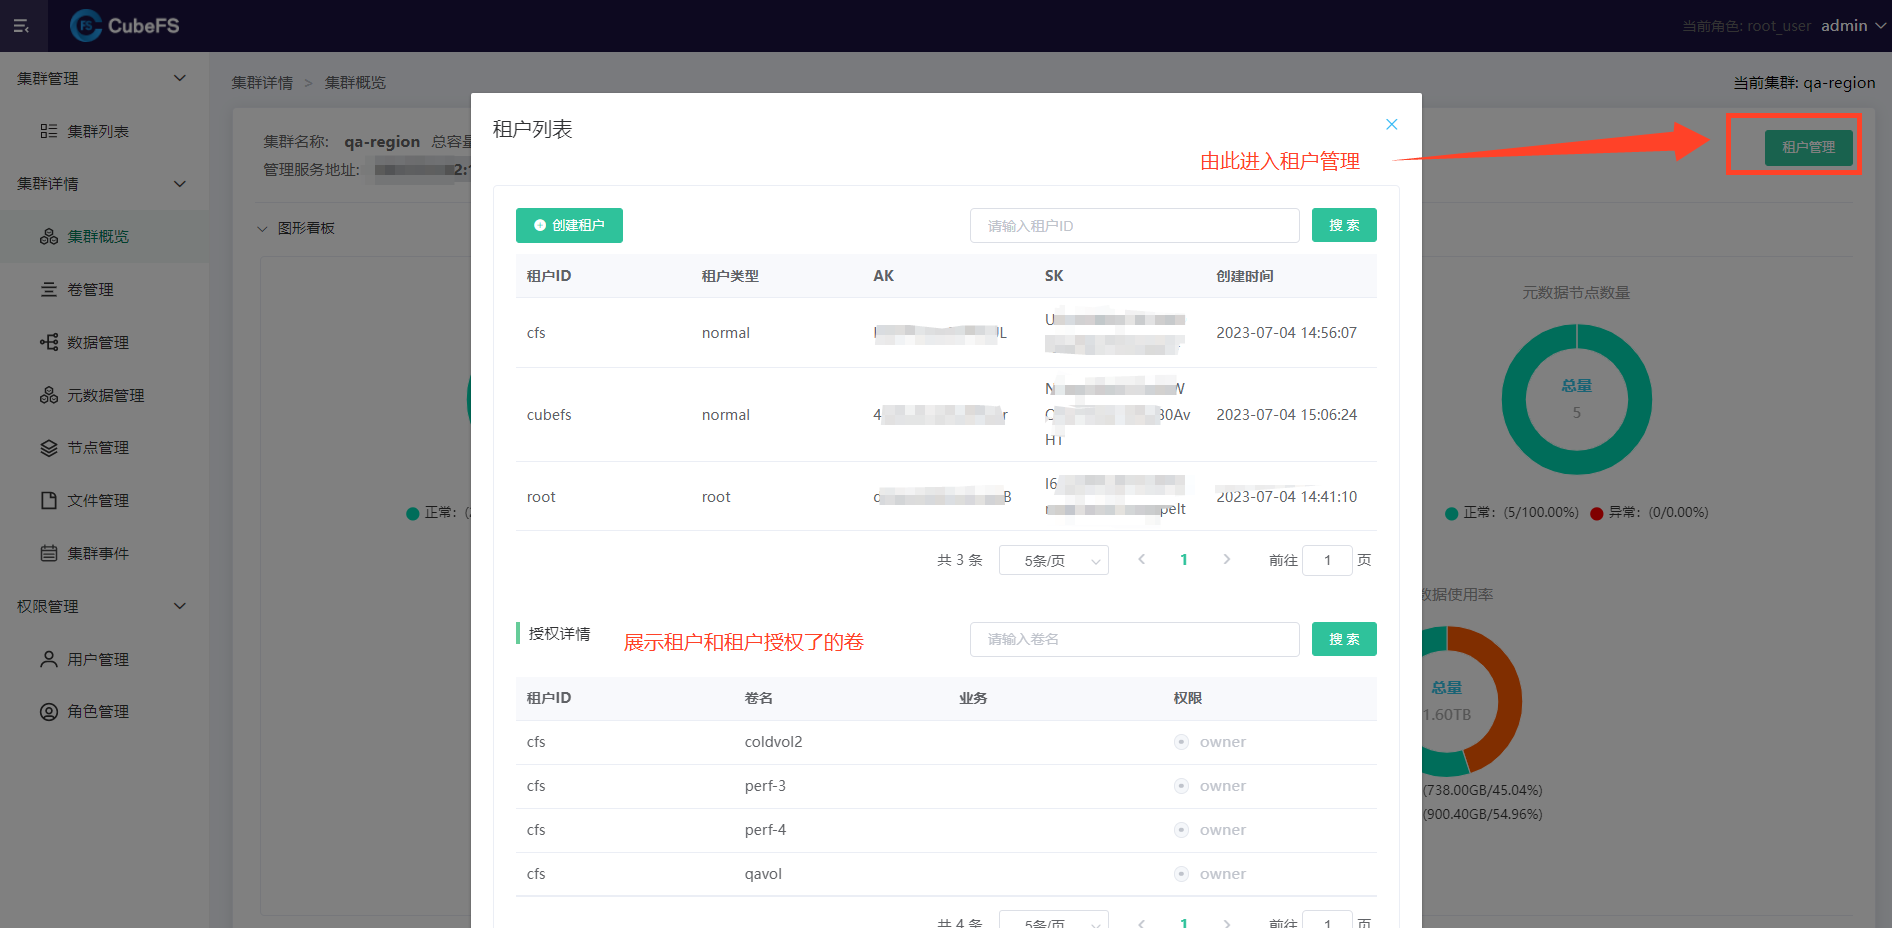 CubeFS
当前角色: root_user admin
集群管理
集群列表
集群详情
集群概览
卷管理
数据管理
元数据管理
节点管理
文件管理
集群事件
权限管理
用户管理
角色管理
集群详情 > 集群概览
当前集群: qa-region
集群名称: qa-region 总容量
管理服务地址: 2:
租户管理
图形看板
正常:
元数据节点数量
总量
5
正常: (5/100.00%) 异常: (0/0.00%)
数据使用率
总量
1.60TB
(738.00GB/45.04%)
(900.40GB/54.96%)
租户列表
由此进入租户管理
创建租户
请输入租户ID
搜 索
租户ID 租户类型 AK SK 创建时间
cfs normal JL U 2023-07-04 14:56:07
cubefs normal 4 r N W 2023-07-04 15:06:24
30Av
HT
root root B I6 2023-07-04 14:41:10
pelt
共 3 条 5条/页 1 前往 1 页
授权详情
展示租户和租户授权了的卷
请输入卷名
搜 索
租户ID 卷名 业务 权限
cfs coldvol2 owner
cfs perf-3 owner
cfs perf-4 owner
cfs qavol owner
共 4 条 5条/页 1 前往 1 页